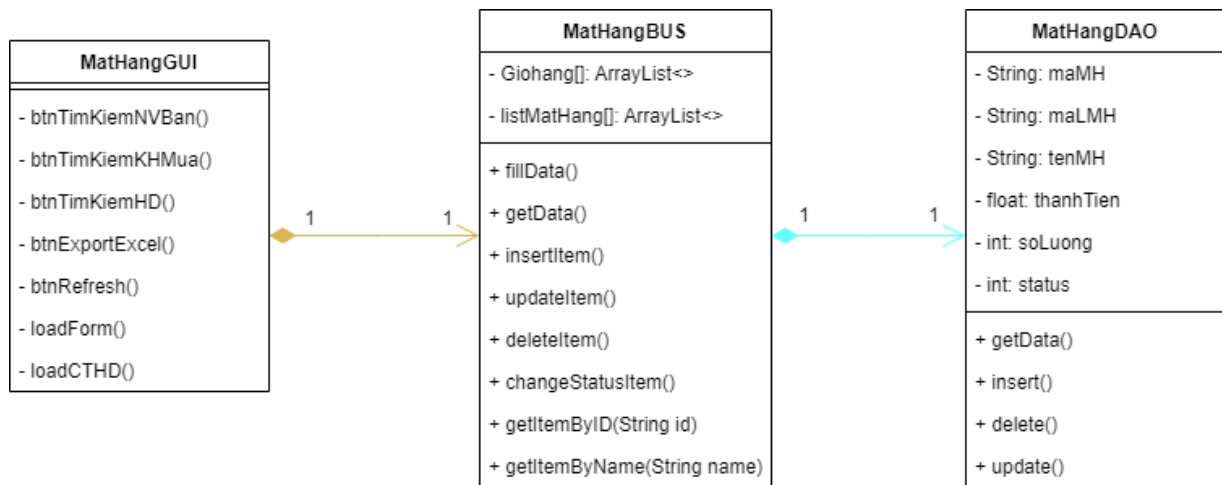 MatHangGUI
- btnTimKiemNVBan()
- btnTimKiemKHMua()
- btnTimKiemHD()
- btnExportExcel()
- btnRefresh()
- loadForm()
- loadCTHD()
1
1
MatHangBUS
- Giohang[]: ArrayList<>
- listMatHang[]: ArrayList<>
+ fillData()
+ getData()
+ insertItem()
+ updateItem()
+ deleteItem()
+ changeStatusItem()
+ getItemByID(String id)
+ getItemByName(String name)
1
1
MatHangDAO
- String: maMH
- String: maLMH
- String: tenMH
- float: thanhTien
- int: soLuong
- int: status
+ getData()
+ insert()
+ delete()
+ update()